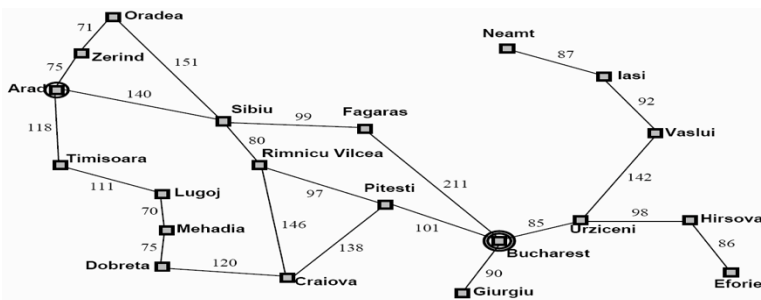 Oradea
71
Neamt
Zerind
87
75
151
Iasi
Arad
140
92
Sibiu
99
Fagaras
118
80
Vaslui
Timisoara
Rimnicu Vilcea
111
97
Pitesti
211
142
Lugoj
70
146
101
85
98
Hirsova
Mehadia
138
Urziceni
75
86
Bucharest
Dobreta
120
90
Craiova
Giurgiu
Eforie